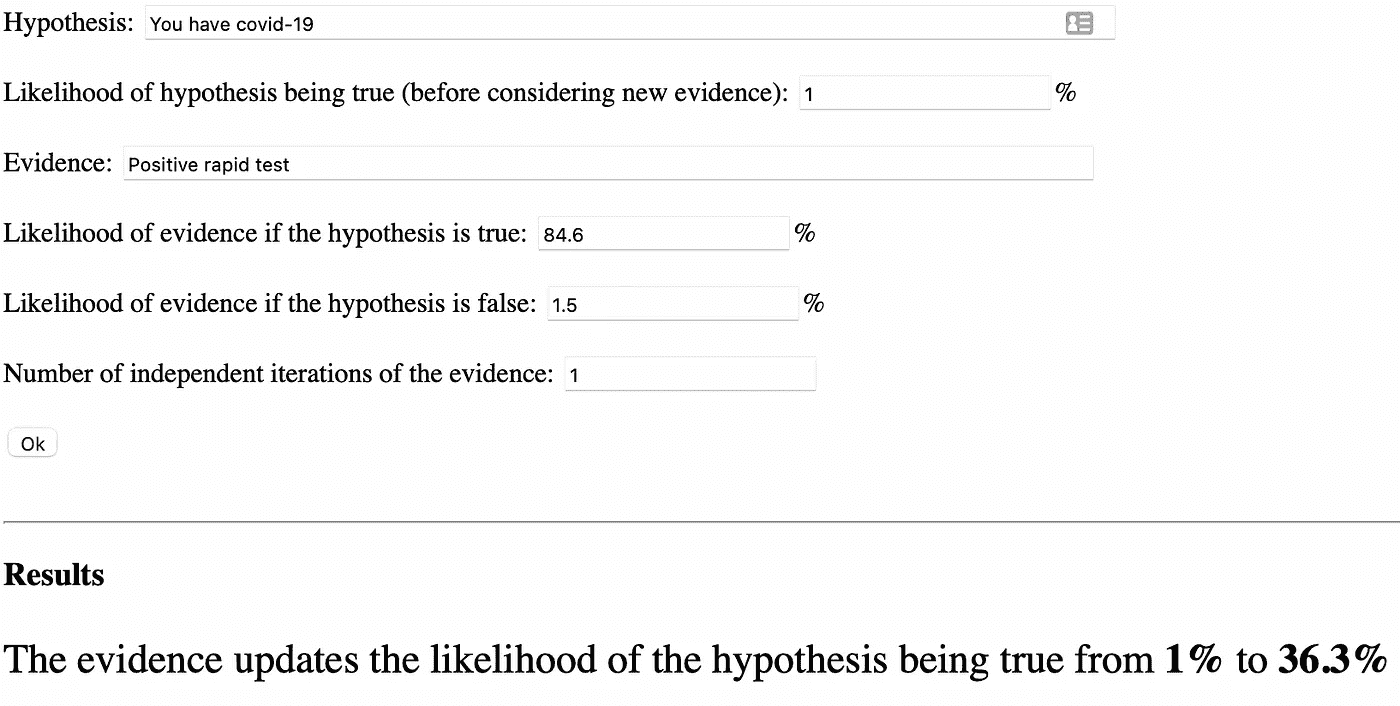 Hypothesis: You have covid-19
Likelihood of hypothesis being true (before considering new evidence): 1 %
Evidence: Positive rapid test
Likelihood of evidence if the hypothesis is true: 84.6 %
Likelihood of evidence if the hypothesis is false: 1.5 %
Number of independent iterations of the evidence: 1
Ok
Results
The evidence updates the likelihood of the hypothesis being true from 1% to 36.3%